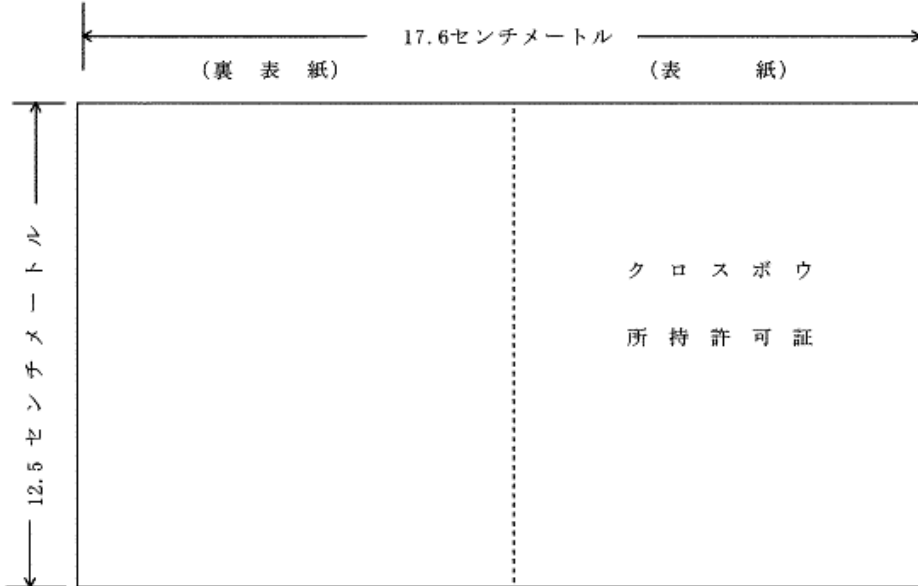 17.6センチメートル
（裏　表　紙）
（表　　　紙）
12.5センチメートル
クロスボウ
所持許可証